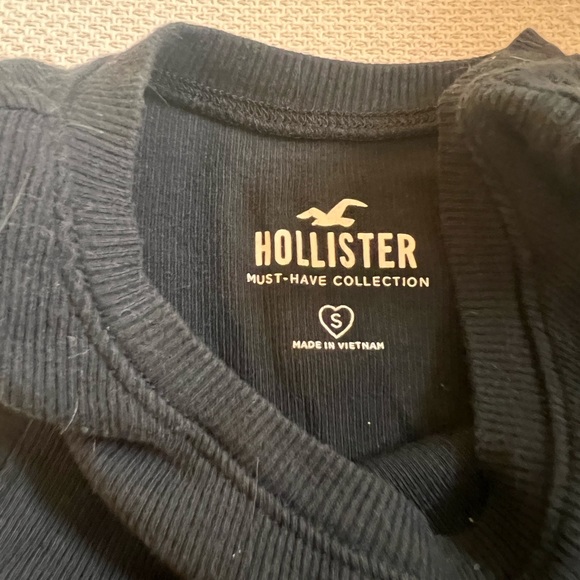 HOLLISTER
MUST-HAVE COLLECTION
S
MADE IN VIETNAM